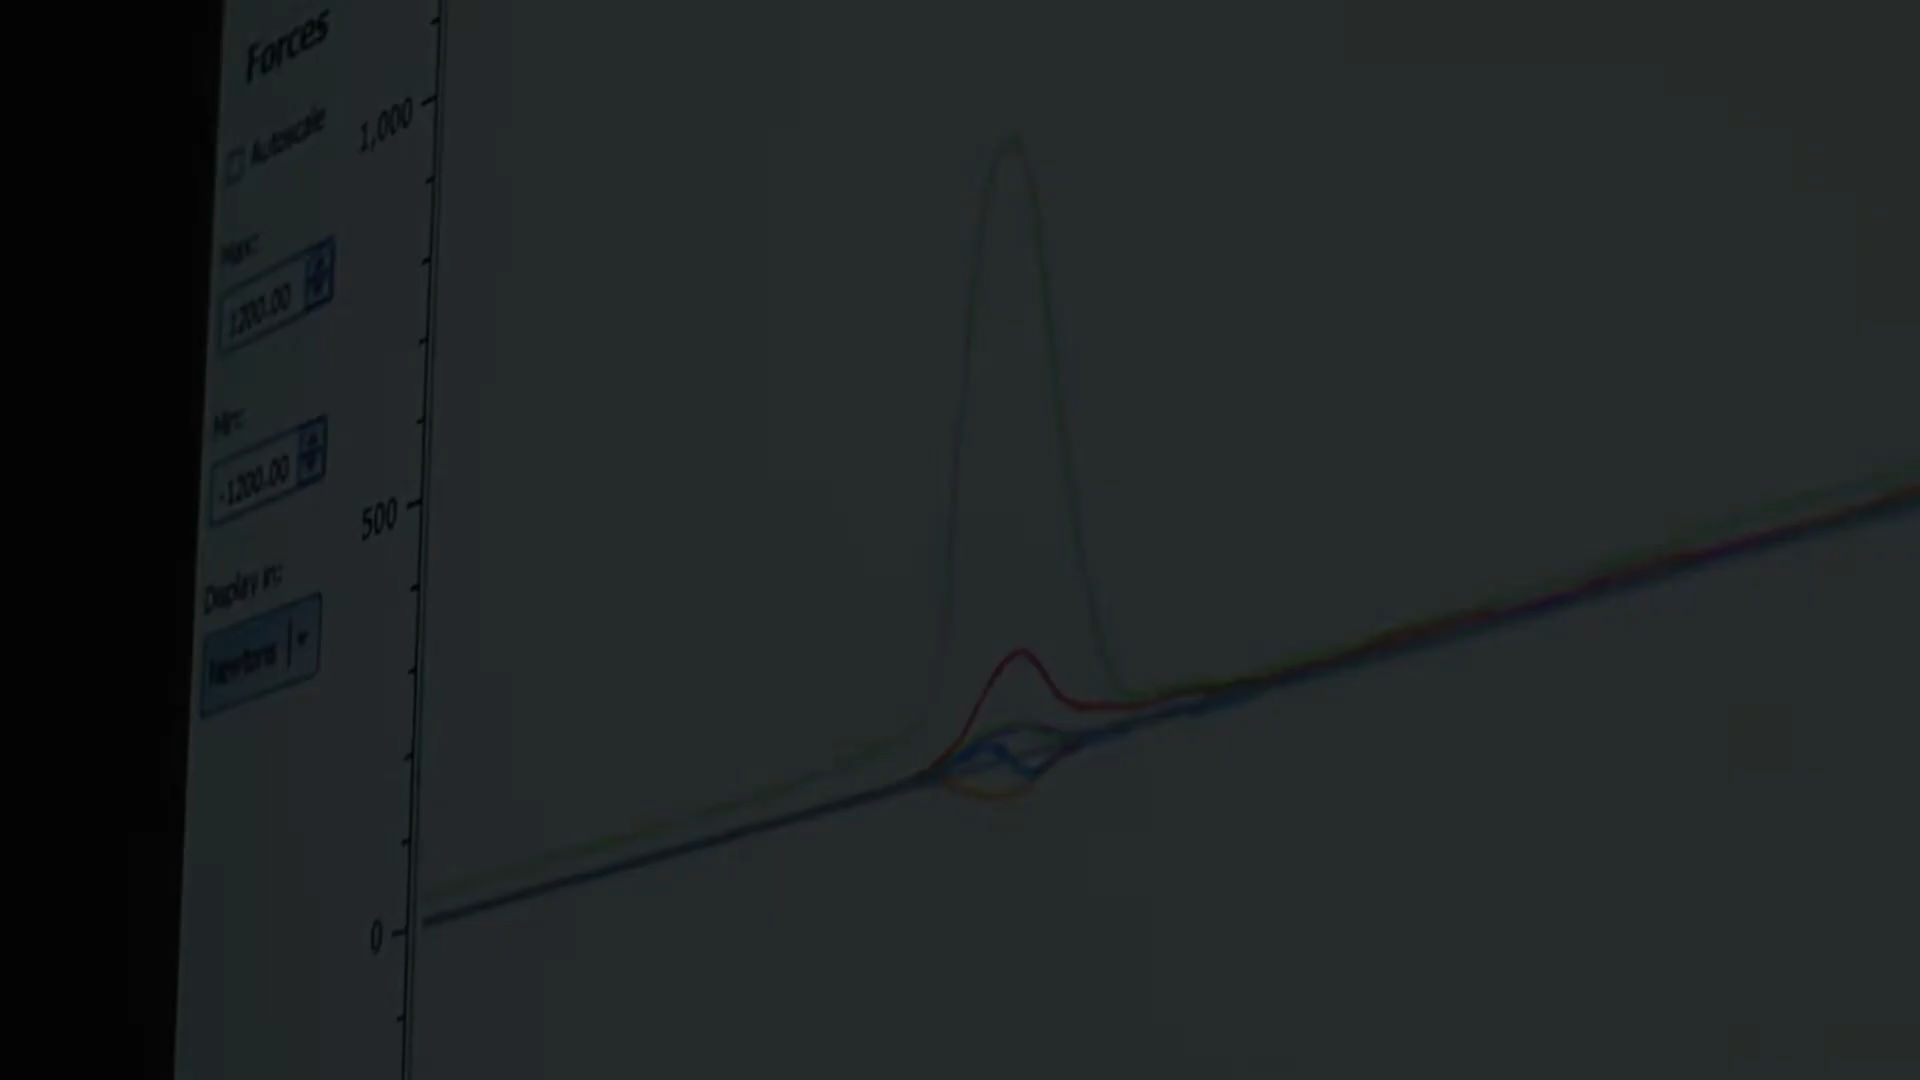 Forces
Autoscale
1,000
Max:
1200.00
Min:
-1200.00
500
Display in:
Newtons
0